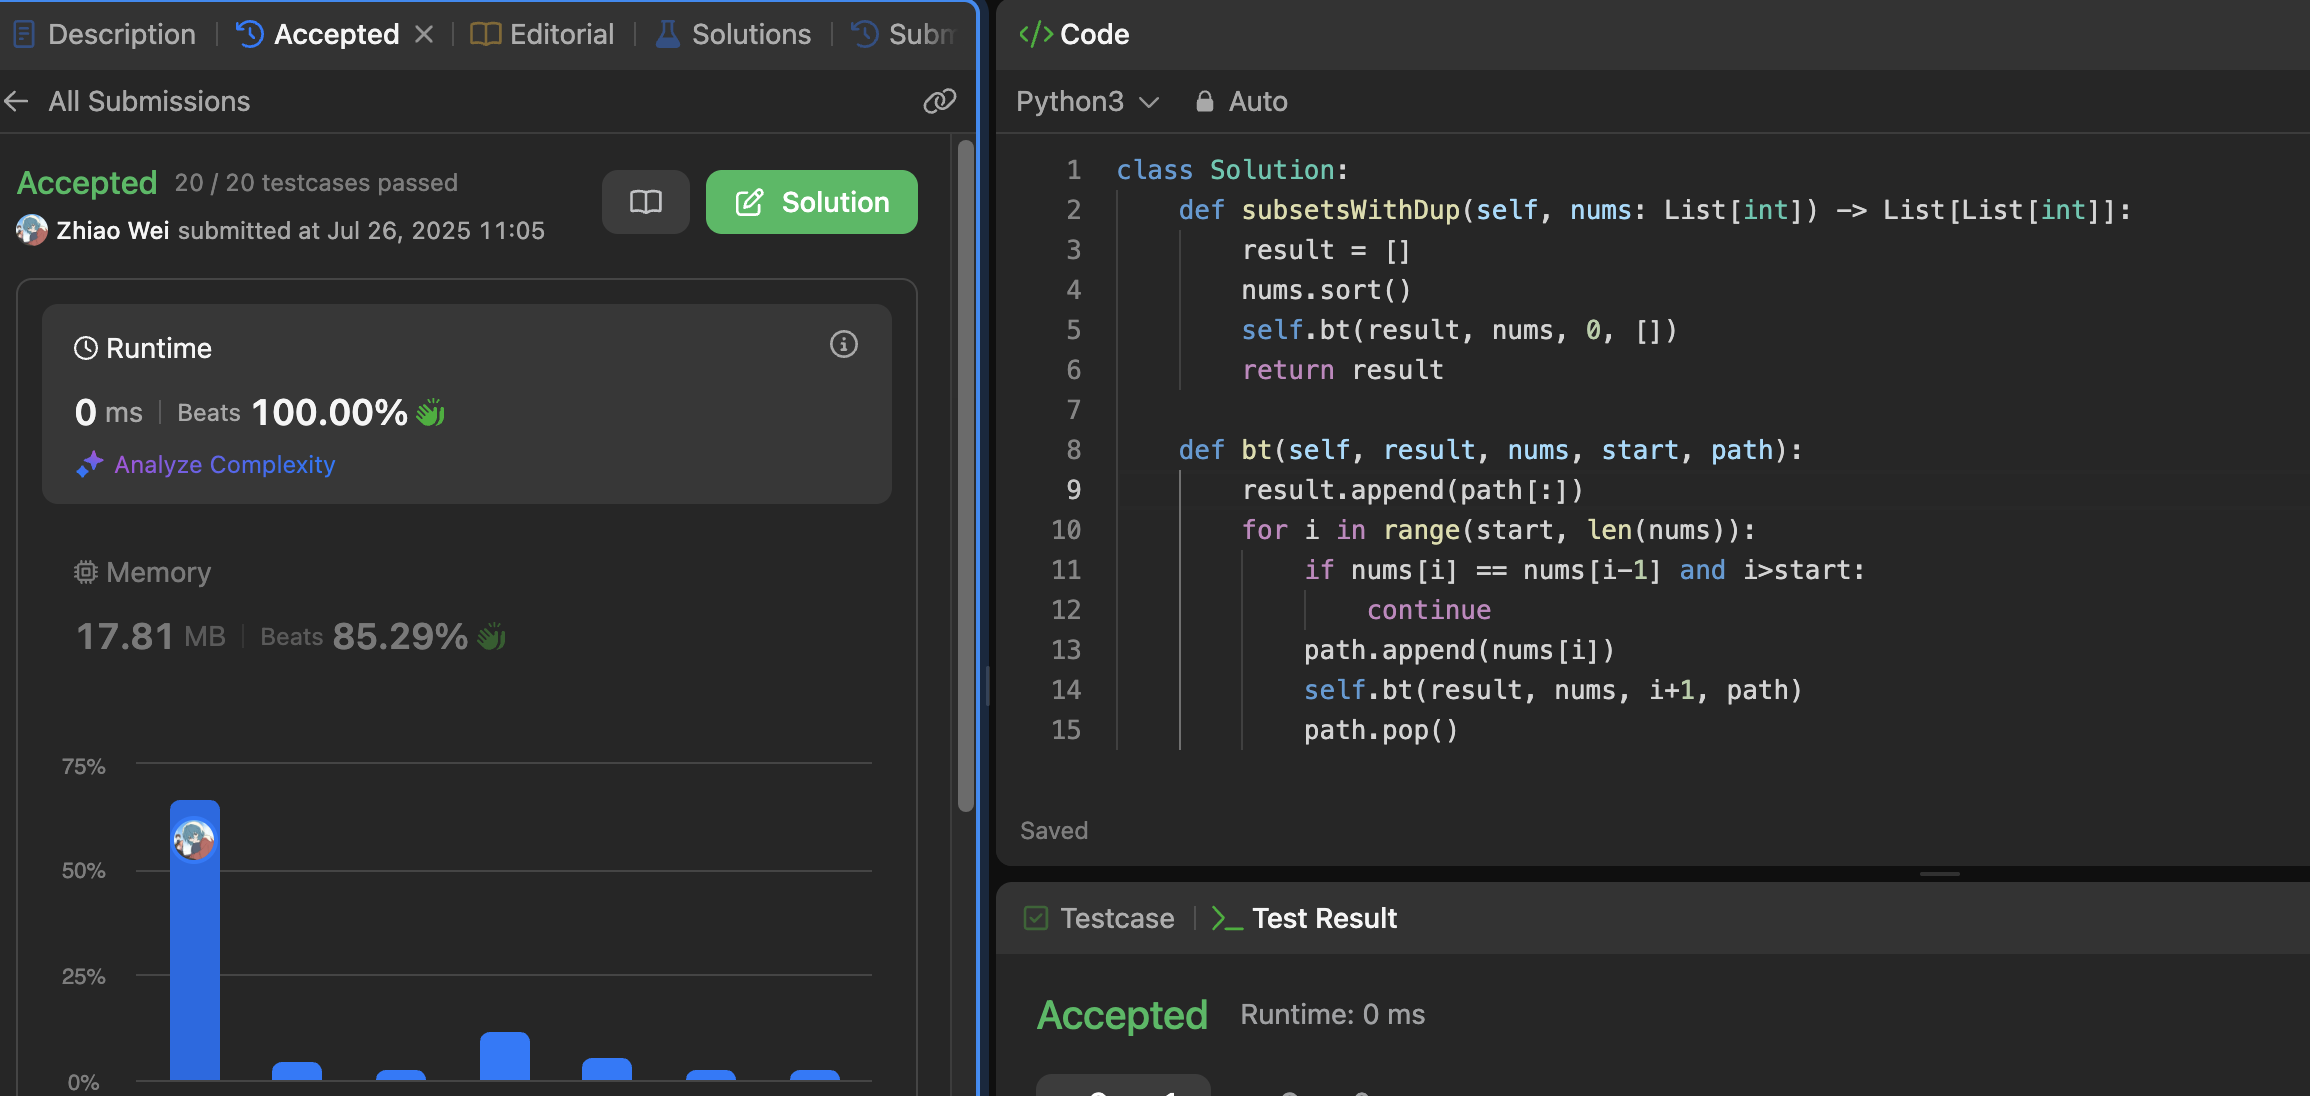 Description
Accepted
Editorial
Solutions
Subm
All Submissions
Accepted 20 / 20 testcases passed
Zhiao Wei submitted at Jul 26, 2025 11:05
Solution
Runtime
0 ms Beats 100.00%
Analyze Complexity
Memory
17.81 MB Beats 85.29%
75%
50%
25%
0%
</> Code
Python3 Auto
1 class Solution:
2     def subsetsWithDup(self, nums: List[int]) -> List[List[int]]:
3         result = []
4         nums.sort()
5         self.bt(result, nums, 0, [])
6         return result
7
8     def bt(self, result, nums, start, path):
9         result.append(path[:])
10         for i in range(start, len(nums)):
11             if nums[i] == nums[i-1] and i>start:
12                 continue
13             path.append(nums[i])
14             self.bt(result, nums, i+1, path)
15             path.pop()
Saved
Testcase
Test Result
Accepted Runtime: 0 ms